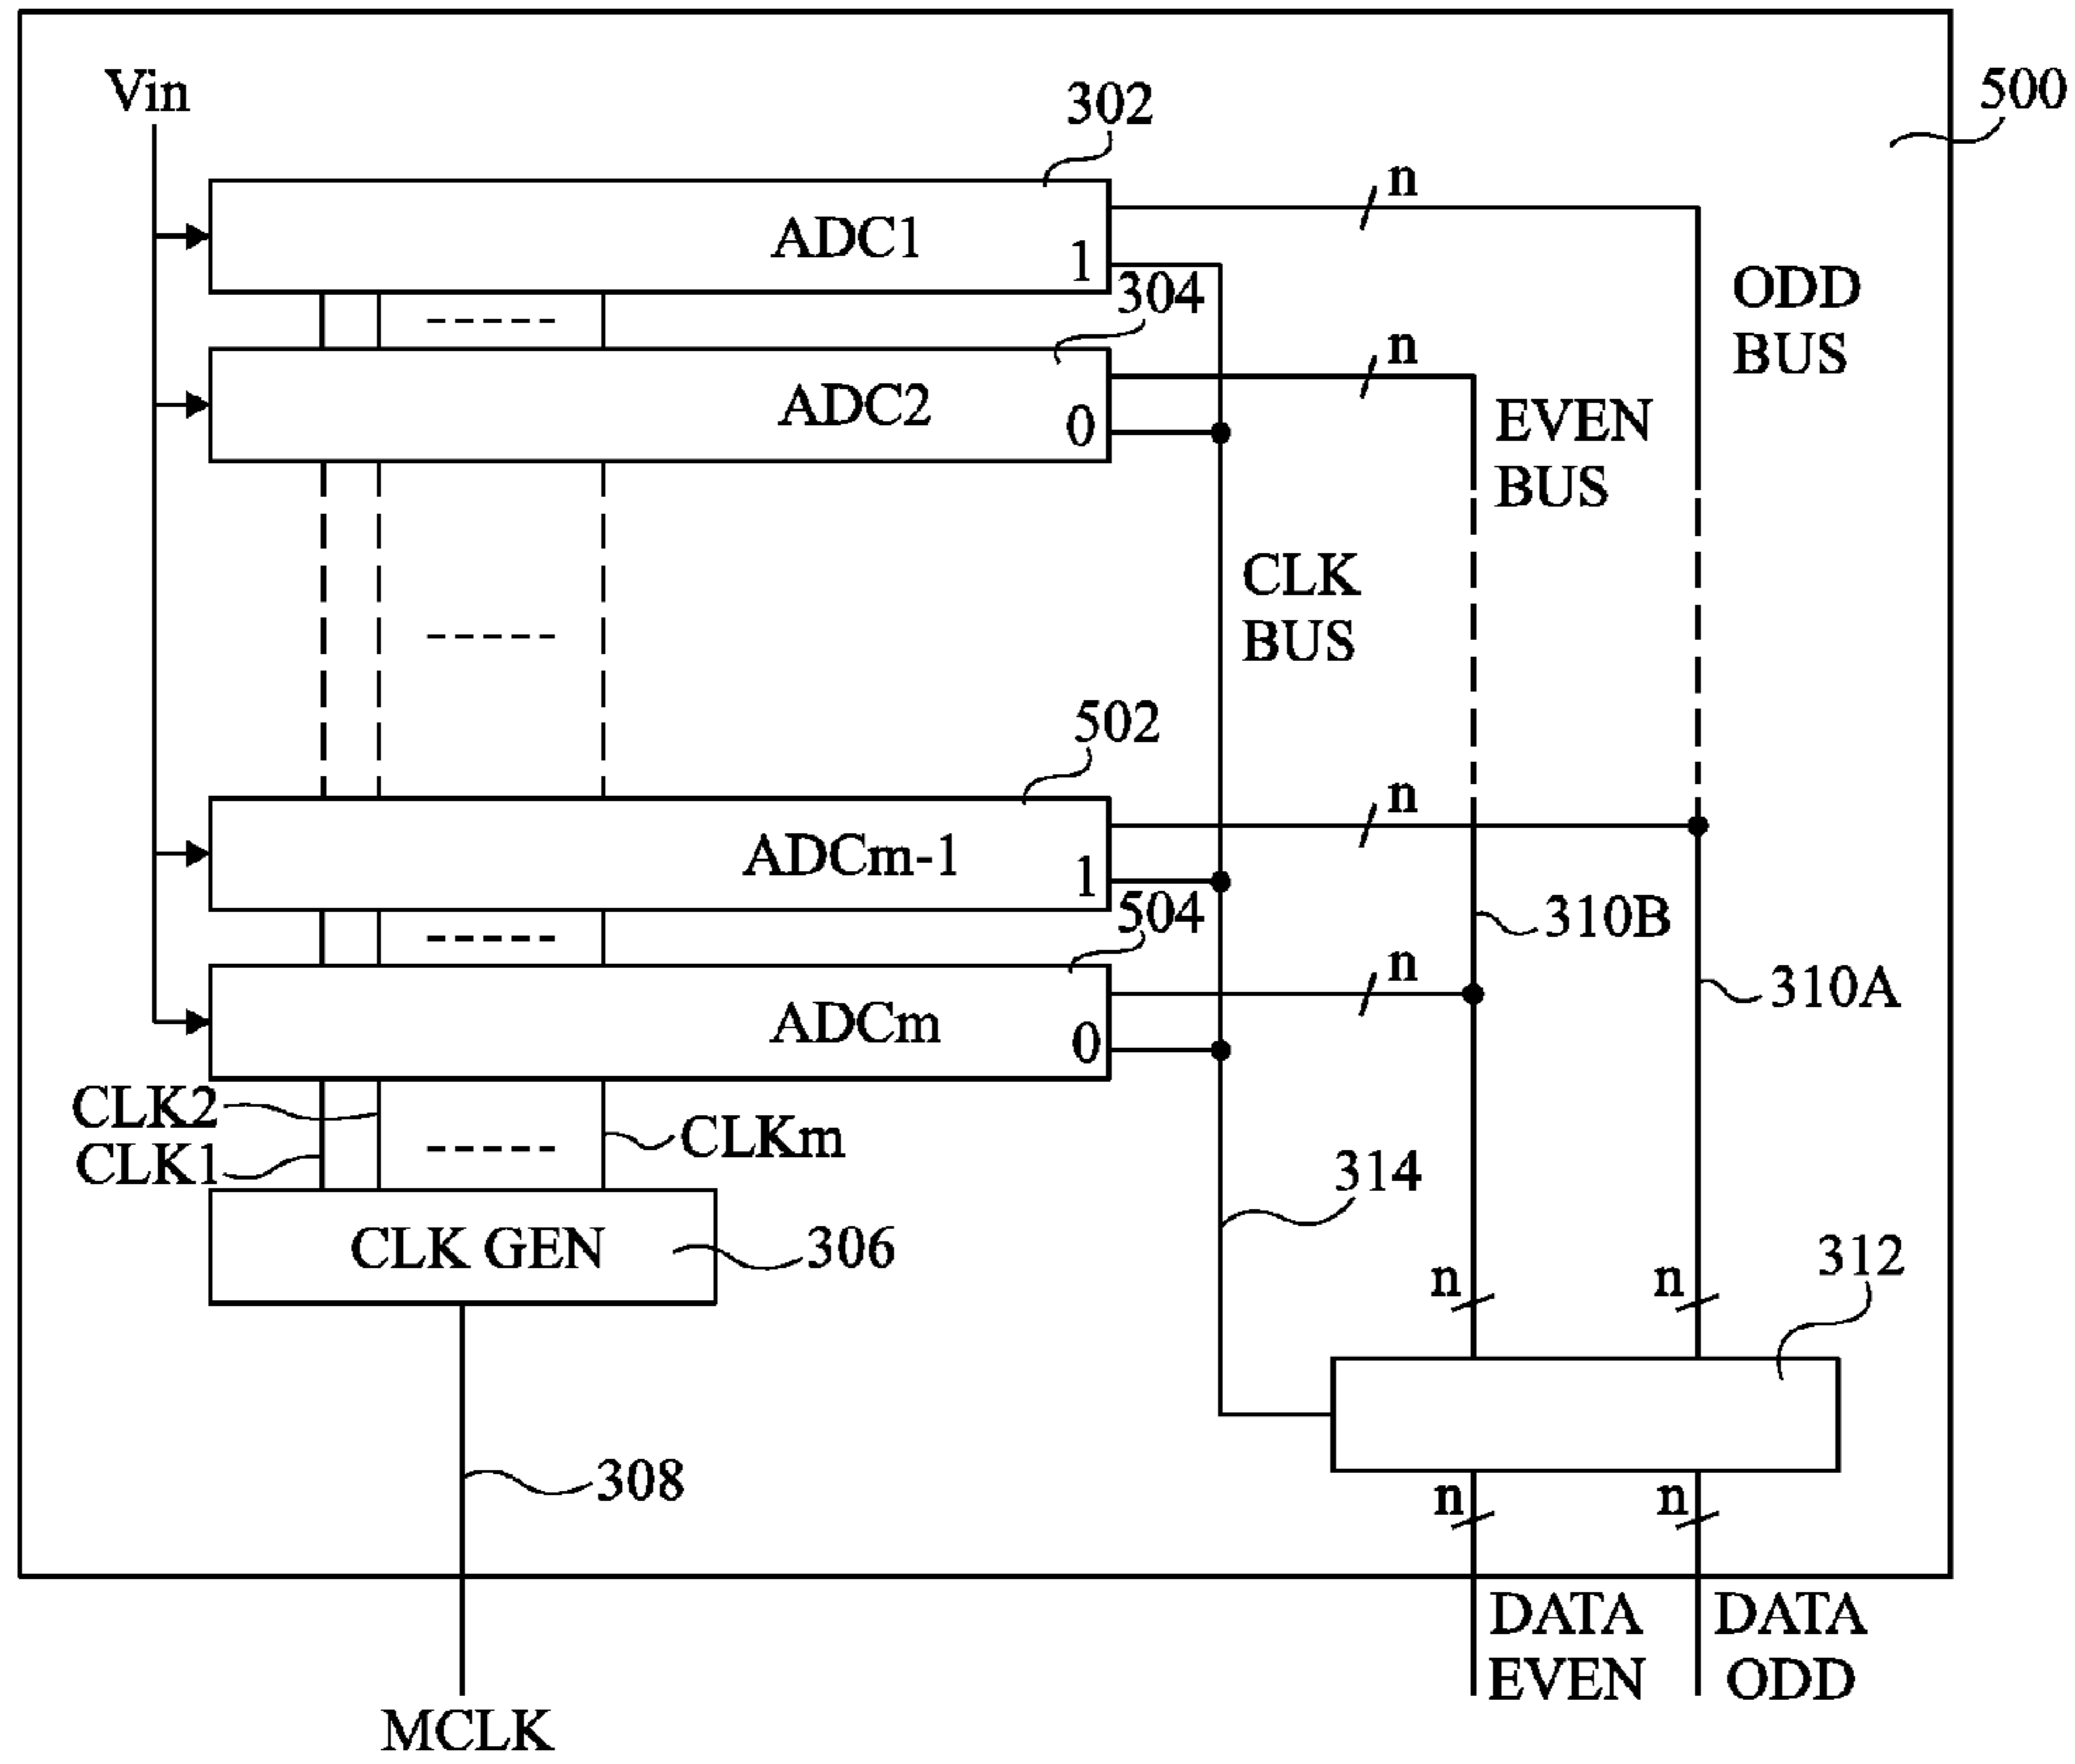 Vin
500
302
n
ADC1
1
ODD
BUS
304
n
ADC2
0
EVEN
BUS
CLK
BUS
502
n
ADCm-1
1
504
310B
n
310A
ADCm
0
CLK2
CLK1
CLKm
314
CLK GEN
306
312
n
n
308
n
n
DATA
EVEN
DATA
ODD
MCLK